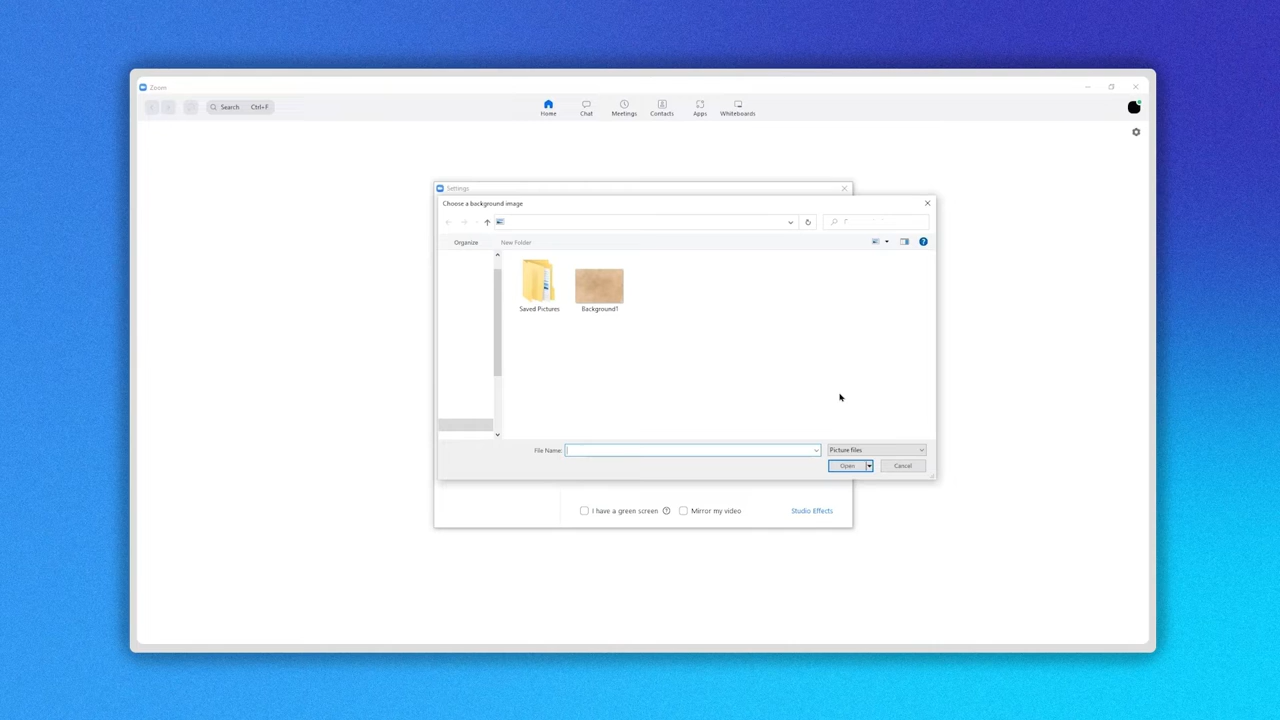 Zoom
Search Ctrl+F
Home Chat Meetings Contacts Apps Whiteboards
Settings
Choose a background image
Organize New Folder
Saved Pictures Background1
File Name: Picture files
Open Cancel
I have a green screen ? Mirror my video Studio Effects